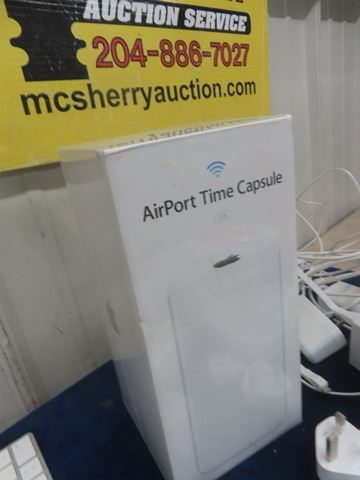 AUCTION SERVICE
204-886-7027
mcsherryauction.com
AirPort Time Capsule